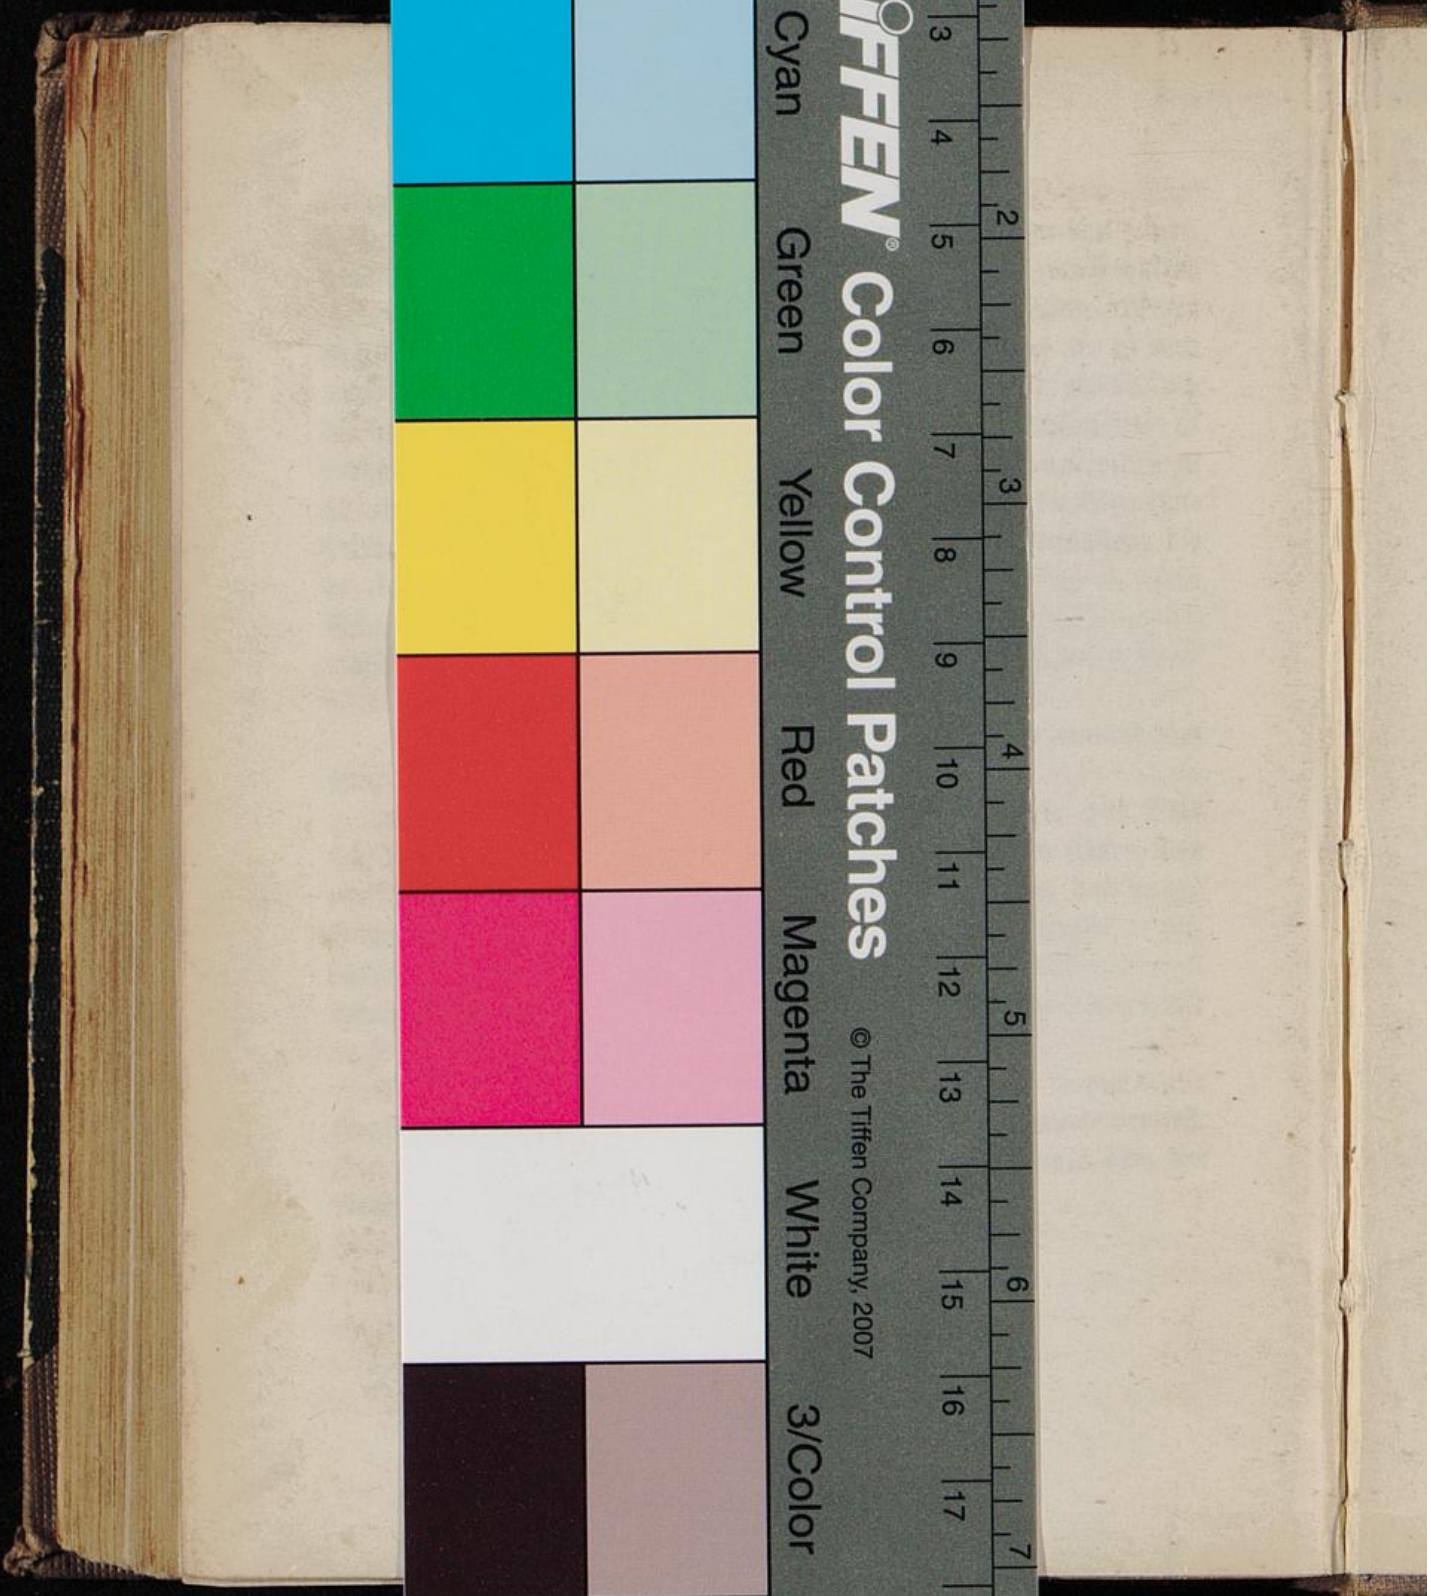 TIFFEN® Color Control Patches © The Tiffen Company, 2007
Cyan Green Yellow Red Magenta White 3/Color
3 4 5 6 7 8 9 10 11 12 13 14 15 16 17
2 3 4 5 6 7